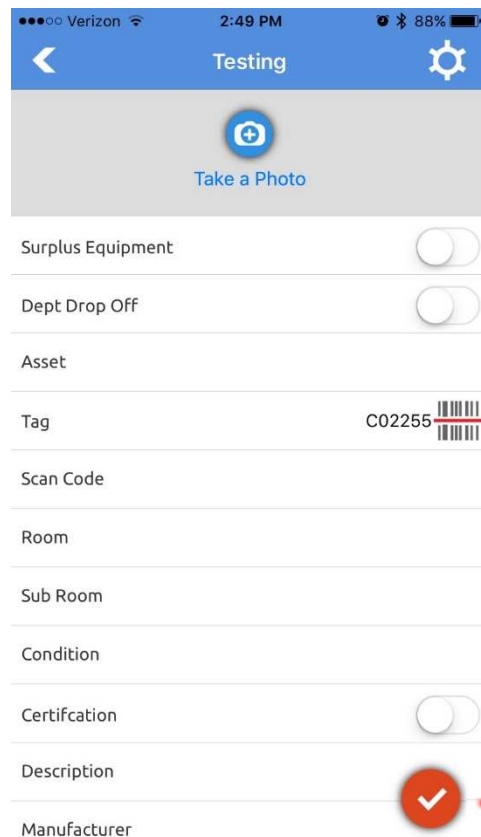 Verizon 2:49 PM 88%
Testing
Take a Photo
Surplus Equipment
Dept Drop Off
Asset
Tag C02255
Scan Code
Room
Sub Room
Condition
Certifcation
Description
Manufacturer